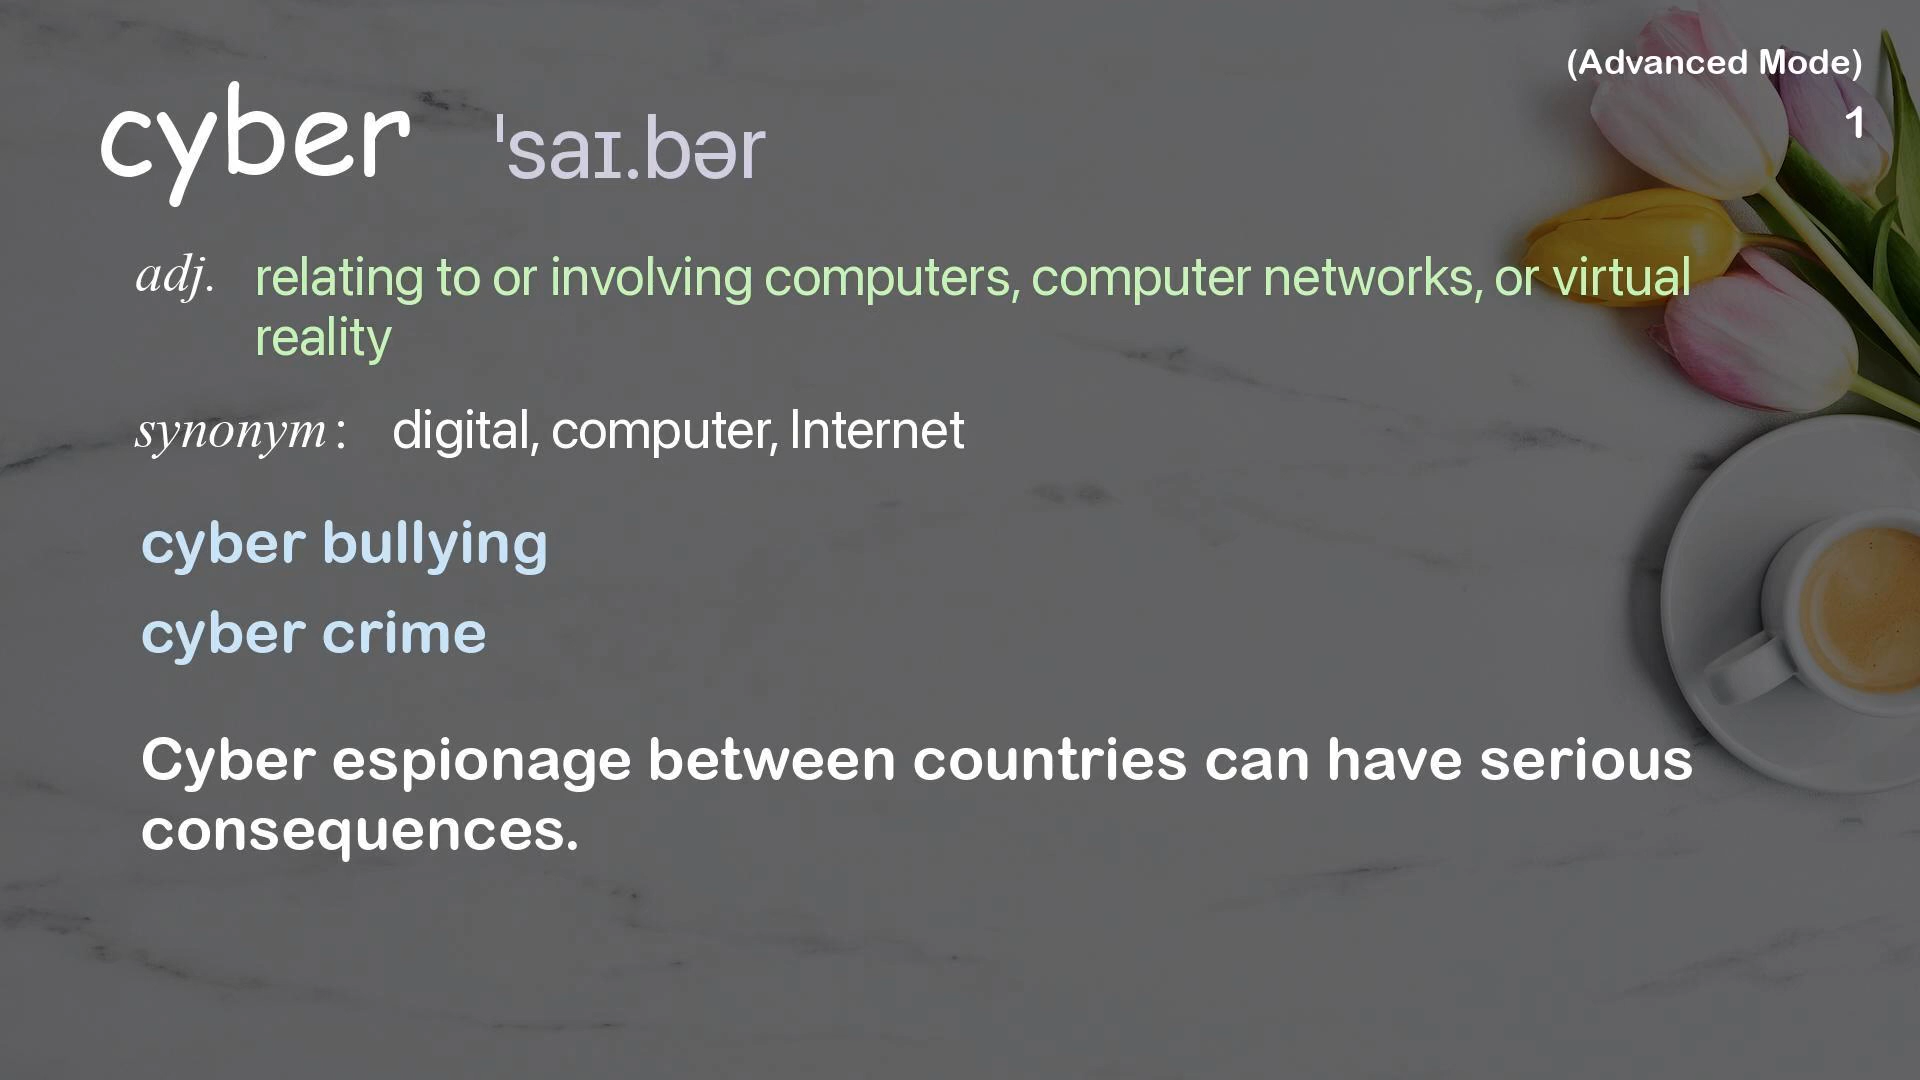 (Advanced Mode)
1
cyber ˈsaɪ.bər
adj. relating to or involving computers, computer networks, or virtual
reality
synonym: digital, computer, Internet
cyber bullying
cyber crime
Cyber espionage between countries can have serious
consequences.